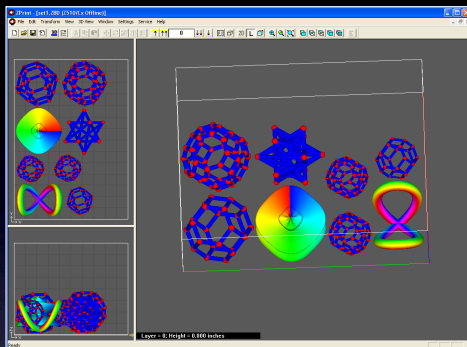 ZPrint - [set1.ZBD (Z510/Cx Offline)]
File Edit Transform View 3D View Window Settings Service Help
0
2D L
Layer = 0; Height = 0.000 inches
Ready